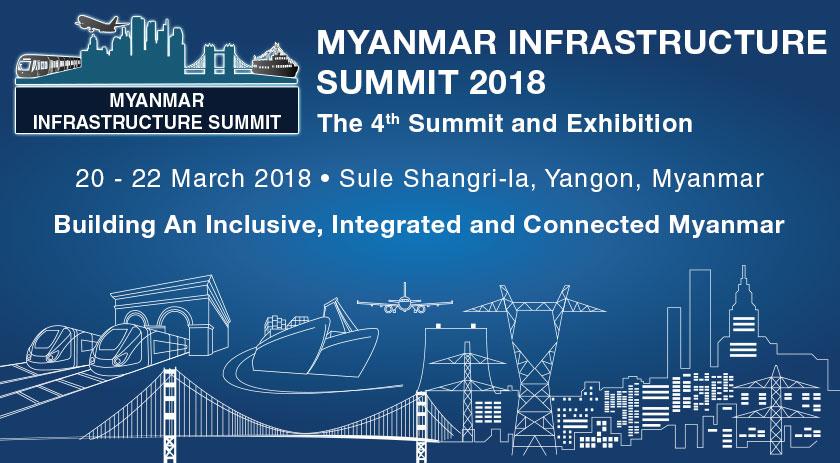 MYANMAR
INFRASTRUCTURE SUMMIT
MYANMAR INFRASTRUCTURE
SUMMIT 2018
The 4th Summit and Exhibition
20 - 22 March 2018 • Sule Shangri-la, Yangon, Myanmar
Building An Inclusive, Integrated and Connected Myanmar